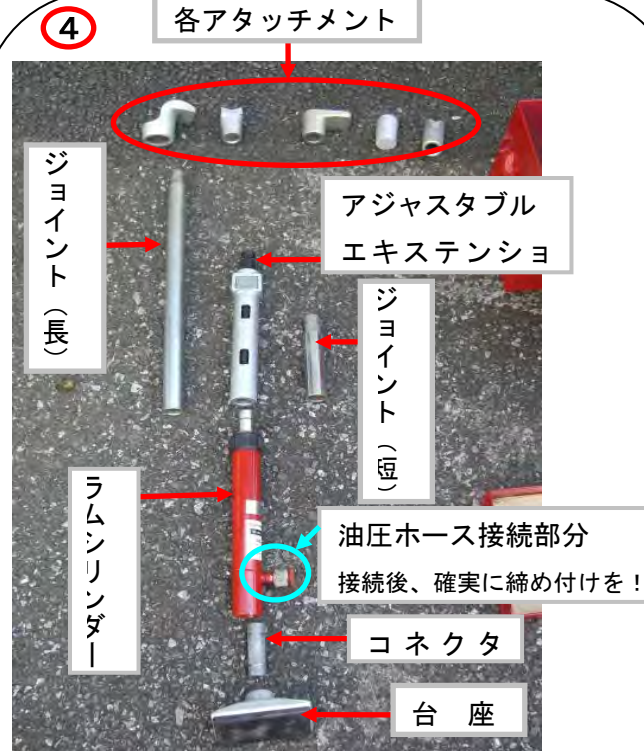 ④
各アタッチメント
ジョイント（長）
アジャスタブル
エキステンショ
ジョイント（短）
ラムシリンダー
油圧ホース接続部分
接続後、確実に締め付けを！
コネクタ
台　座